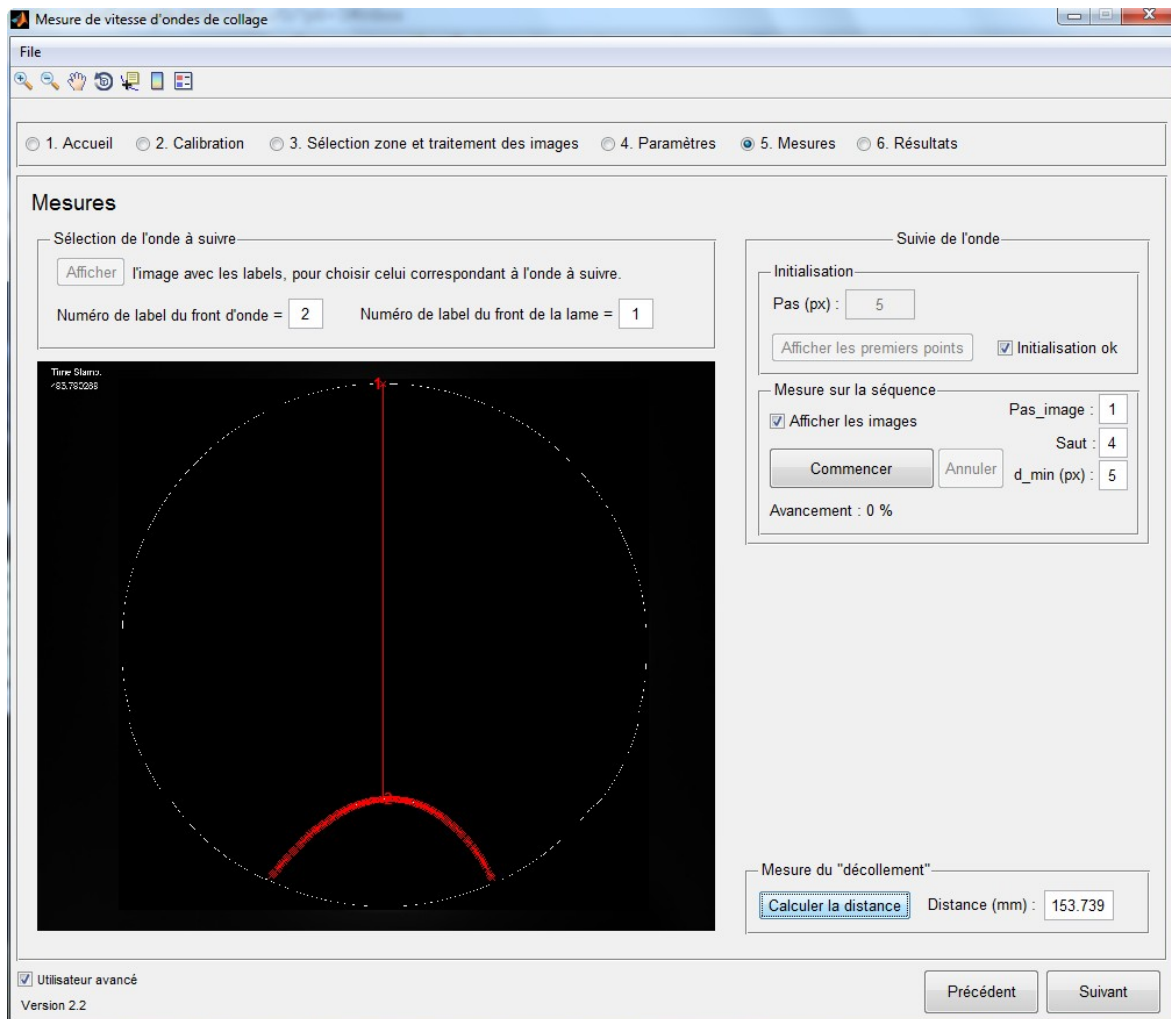 Mesure de vitesse d'ondes de collage
File
1. Accueil 2. Calibration 3. Sélection zone et traitement des images 4. Paramètres 5. Mesures 6. Résultats
Mesures
Sélection de l'onde à suivre
Afficher l'image avec les labels, pour choisir celui correspondant à l'onde à suivre.
Numéro de label du front d'onde = 2 Numéro de label du front de la lame = 1
Time Stamp.
1
2
Suivie de l'onde
Initialisation
Pas (px) : 5
Afficher les premiers points Initialisation ok
Mesure sur la séquence
Afficher les images
Pas_image : 1
Saut : 4
Commencer Annuler d_min (px) : 5
Avancement : 0 %
Mesure du "décollement"
Calculer la distance Distance (mm) : 153.739
Utilisateur avancé
Version 2.2
Précédent Suivant